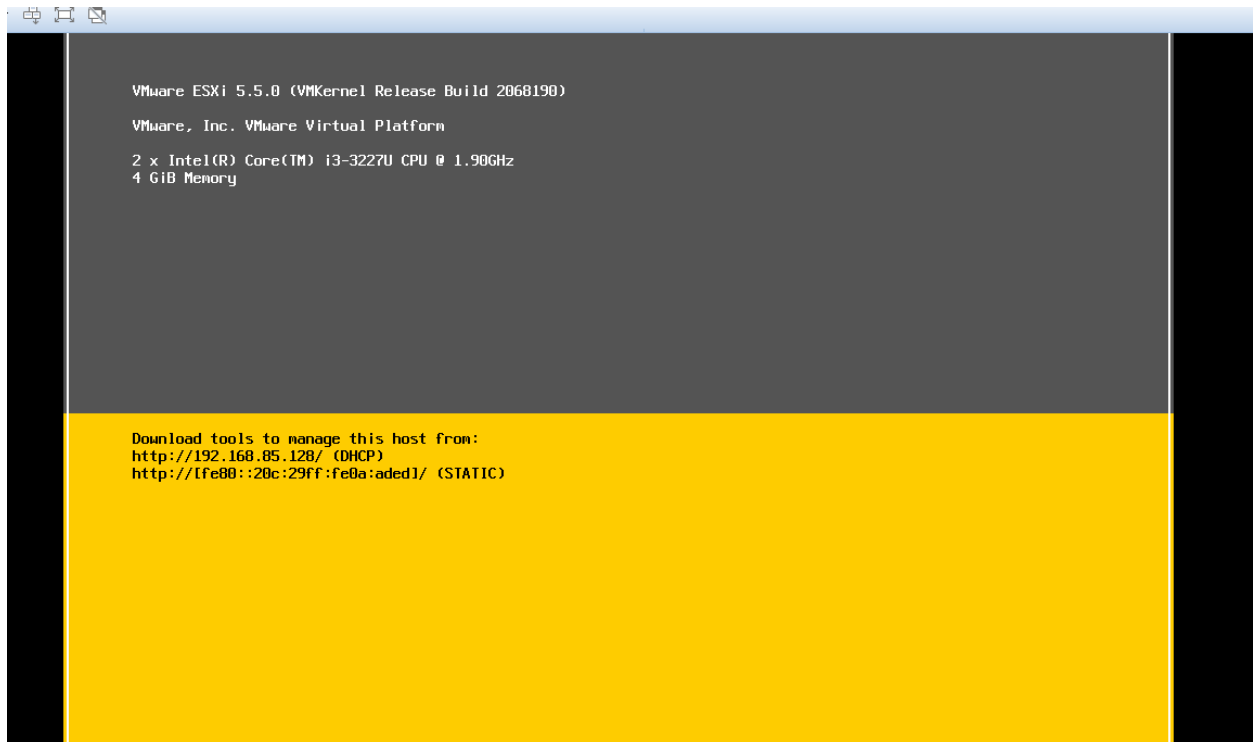 VMware ESXi 5.5.0 (VMKernel Release Build 2068190)
VMware, Inc. VMware Virtual Platform
2 x Intel(R) Core(TM) i3-3227U CPU @ 1.90GHz
4 GiB Memory
Download tools to manage this host from:
http://192.168.85.128/ (DHCP)
http://[fe80::20c:29ff:fe0a:aded]/ (STATIC)